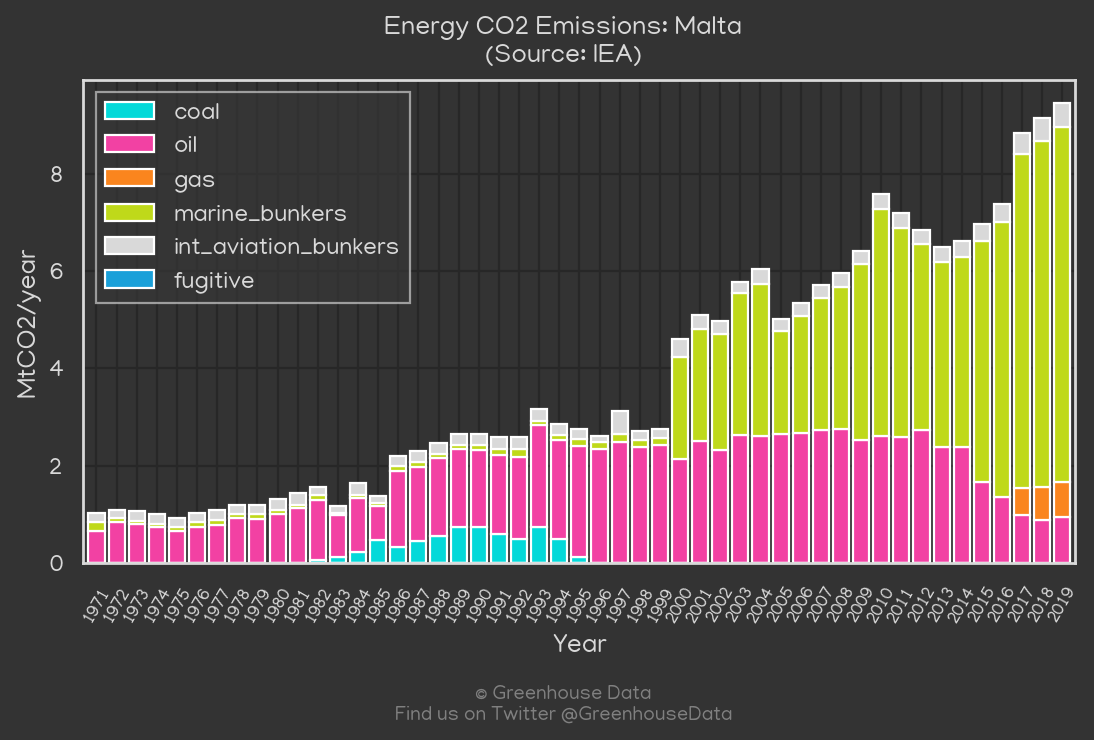 Energy CO2 Emissions: Malta
(Source: IEA)
coal
oil
gas
marine_bunkers
int_aviation_bunkers
fugitive
MtCO2/year
8
6
4
2
0
1971 1972 1973 1974 1975 1976 1977 1978 1979 1980 1981 1982 1983 1984 1985 1986 1987 1988 1989 1990 1991 1992 1993 1994 1995 1996 1997 1998 1999 2000 2001 2002 2003 2004 2005 2006 2007 2008 2009 2010 2011 2012 2013 2014 2015 2016 2017 2018 2019
Year
© Greenhouse Data
Find us on Twitter @GreenhouseData